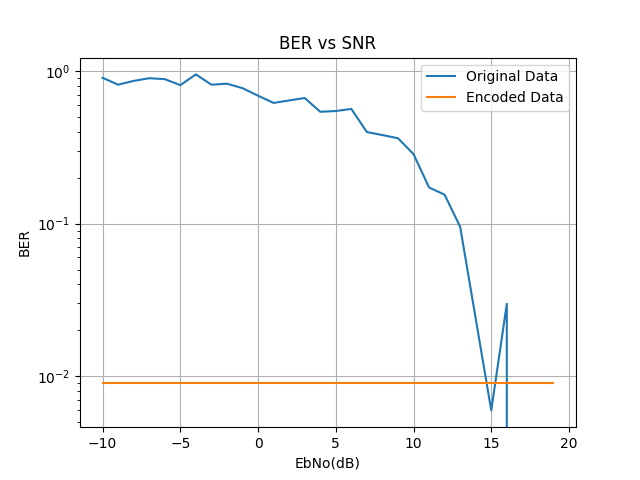 BER vs SNR
Original Data
Encoded Data
10⁰
10⁻¹
10⁻²
BER
−10
−5
0
5
10
15
20
EbNo(dB)